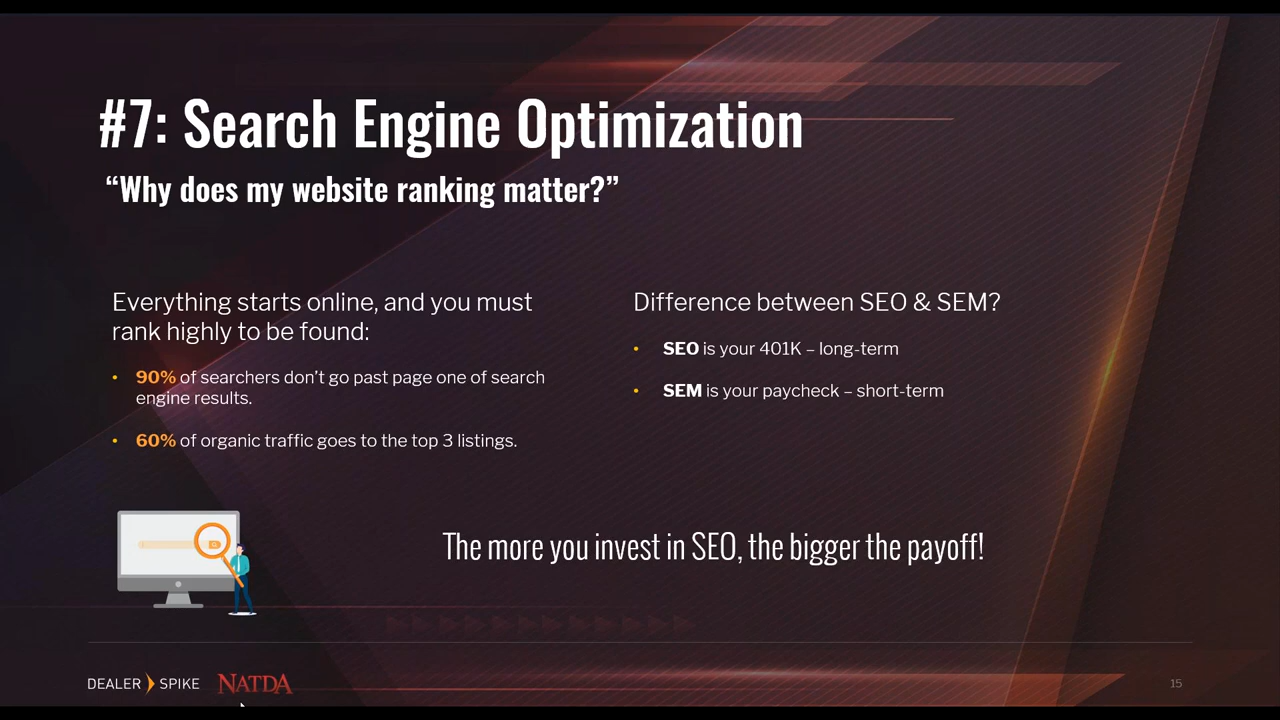 #7: Search Engine Optimization
“Why does my website ranking matter?”
Everything starts online, and you must
rank highly to be found:
• 90% of searchers don’t go past page one of search
engine results.
• 60% of organic traffic goes to the top 3 listings.
Difference between SEO & SEM?
• SEO is your 401K – long-term
• SEM is your paycheck – short-term
The more you invest in SEO, the bigger the payoff!
DEALER SPIKE NATDA
15